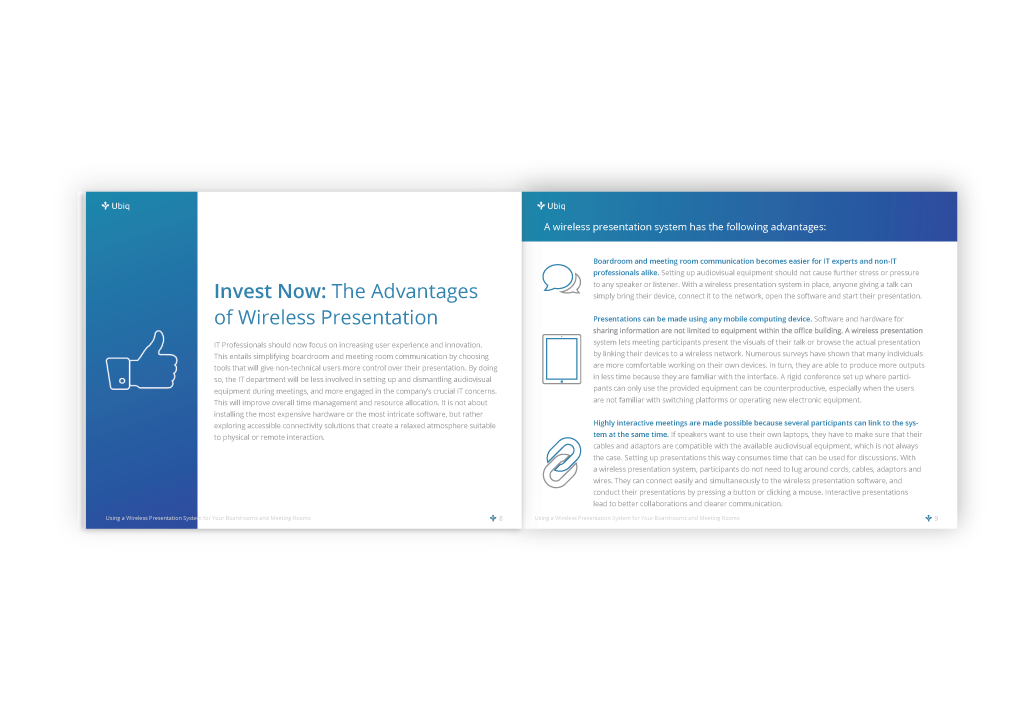 Ubiq
Invest Now: The Advantages
of Wireless Presentation
IT Professionals should now focus on increasing user experience and innovation.
This entails simplifying boardroom and meeting room communication by choosing
tools that will give non-technical users more control over their presentation. By doing
so, the IT department will be less involved in setting up and dismantling audiovisual
equipment during meetings, and more engaged in the company's crucial IT concerns.
This will improve overall time management and resource allocation. It is not about
installing the most expensive hardware or the most intricate software, but rather
exploring accessible connectivity solutions that create a relaxed atmosphere suitable
to physical or remote interaction.
Using a Wireless Presentation System for Your Boardrooms and Meeting Rooms
8
Ubiq
A wireless presentation system has the following advantages:
Boardroom and meeting room communication becomes easier for IT experts and non-IT
professionals alike. Setting up audiovisual equipment should not cause further stress or pressure
to any speaker or listener. With a wireless presentation system in place, anyone giving a talk can
simply bring their device, connect it to the network, open the software and start their presentation.
Presentations can be made using any mobile computing device. Software and hardware for
sharing information are not limited to equipment within the office building. A wireless presentation
system lets meeting participants present the visuals of their talk or browse the actual presentation
by linking their devices to a wireless network. Numerous surveys have shown that many individuals
are more comfortable working on their own devices. In turn, they are able to produce more outputs
in less time because they are familiar with the interface. A rigid conference set up where partici-
pants can only use the provided equipment can be counterproductive, especially when the users
are not familiar with switching platforms or operating new electronic equipment.
Highly interactive meetings are made possible because several participants can link to the sys-
tem at the same time. If speakers want to use their own laptops, they have to make sure that their
cables and adaptors are compatible with the available audiovisual equipment, which is not always
the case. Setting up presentations this way consumes time that can be used for discussions. With
a wireless presentation system, participants do not need to lug around cords, cables, adaptors and
wires. They can connect easily and simultaneously to the wireless presentation software, and
conduct their presentations by pressing a button or clicking a mouse. Interactive presentations
lead to better collaborations and clearer communication.
Using a Wireless Presentation System for Your Boardrooms and Meeting Rooms
9